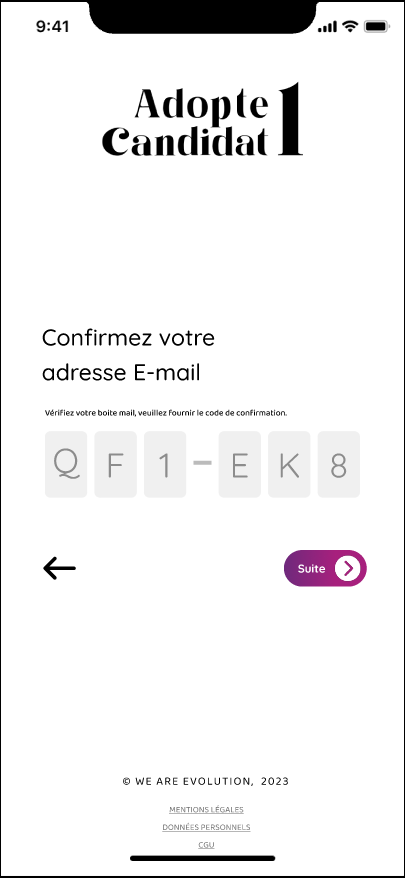 9:41
Adopte 1
Candidat
Confirmez votre
adresse E-mail
Vérifiez votre boite mail, veuillez fournir le code de confirmation.
Q F 1 – E K 8
Suite
© WE ARE EVOLUTION, 2023
MENTIONS LÉGALES
DONNÉES PERSONNELS
CGU